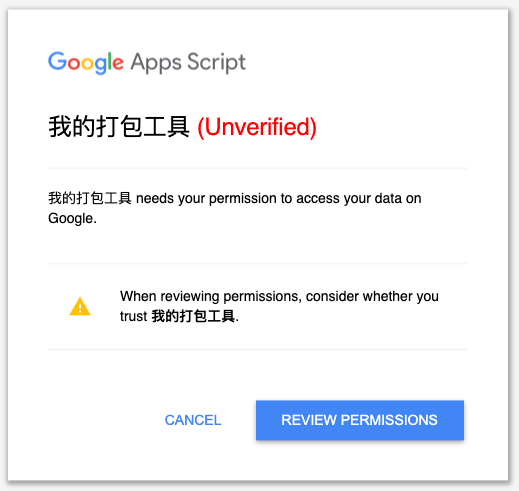 Google Apps Script
我的打包工具 (Unverified)
我的打包工具 needs your permission to access your data on
Google.
When reviewing permissions, consider whether you
trust 我的打包工具.
CANCEL
REVIEW PERMISSIONS